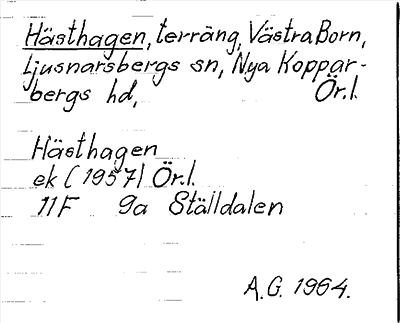 Hästhagen, terräng, Västra Born,
Ljusnarsbergs sn, Nya Koppar-
bergs hd, Ör.l.
Hästhagen
ek (1957) Ör.l.
11F 9a Ställdalen
A.G. 1964.